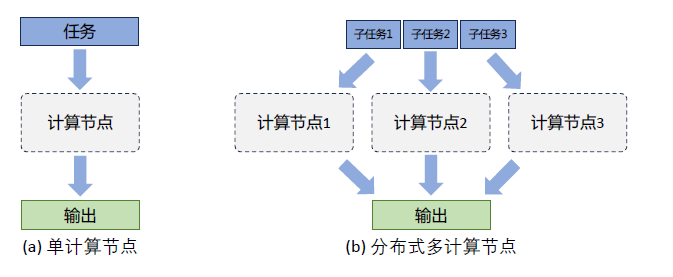 任务
计算节点
输出
(a) 单计算节点
子任务1 子任务2 子任务3
计算节点1 计算节点2 计算节点3
输出
(b) 分布式多计算节点